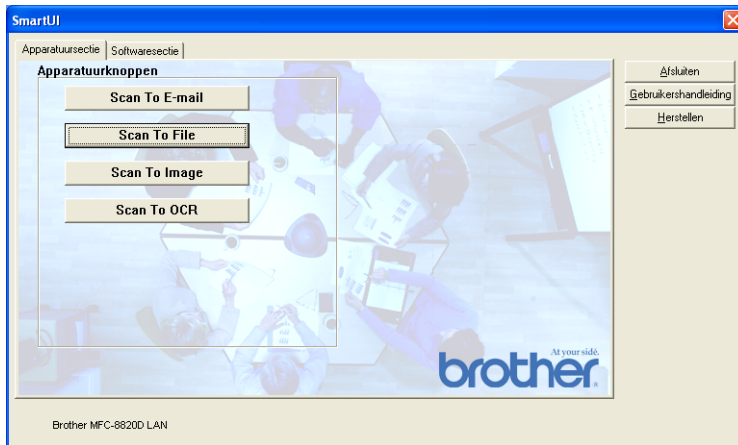 SmartUI
Apparatuursectie
Softwaresectie
Apparatuurknoppen
Scan To E-mail
Scan To File
Scan To Image
Scan To OCR
Afsluiten
Gebruikershandleiding
Herstellen
At your side.
brother
Brother MFC-8820D LAN